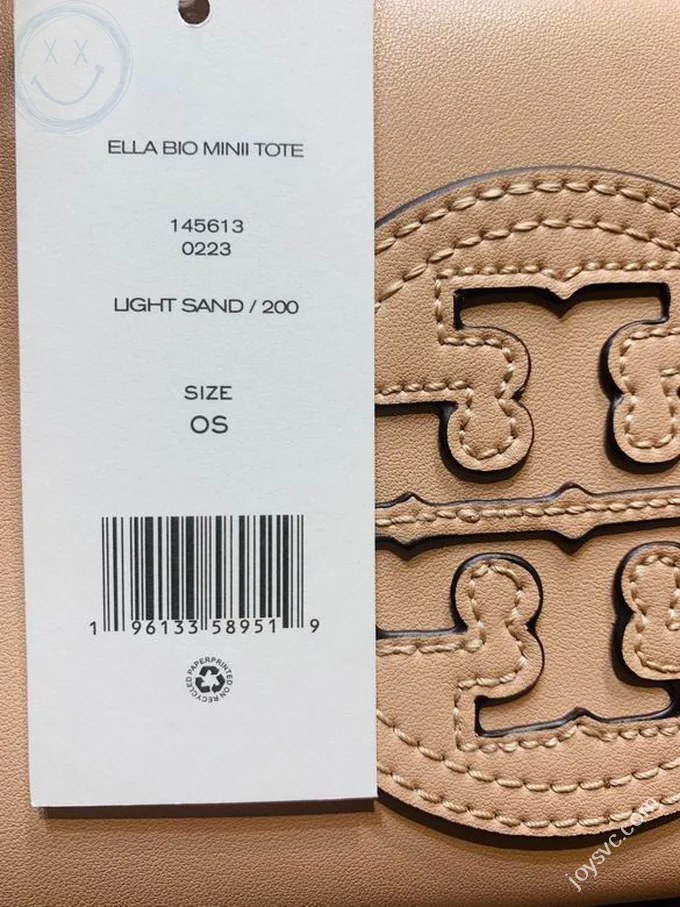 ELLA BIO MINII TOTE
145613
0223
LIGHT SAND / 200
SIZE
OS
1 96133 58951 9
PRINTED ON RECYCLED PAPER
joysvc.com